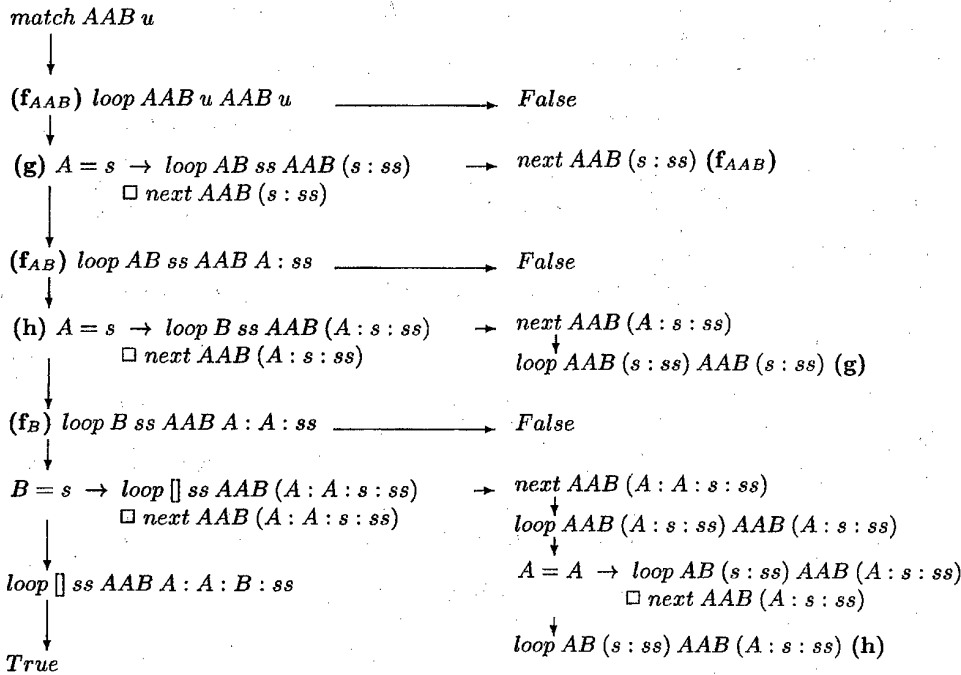 match AAB u
(f_AAB) loop AAB u AAB u → False
(g) A = s → loop AB ss AAB (s : ss) → next AAB (s : ss) (f_AAB)
□ next AAB (s : ss)
(f_AB) loop AB ss AAB A : ss → False
(h) A = s → loop B ss AAB (A : s : ss) → next AAB (A : s : ss)
□ next AAB (A : s : ss)
loop AAB (s : ss) AAB (s : ss) (g)
(f_B) loop B ss AAB A : A : ss → False
B = s → loop [] ss AAB (A : A : s : ss) → next AAB (A : A : s : ss)
□ next AAB (A : A : s : ss)
loop AAB (A : s : ss) AAB (A : s : ss)
A = A → loop AB (s : ss) AAB (A : s : ss)
□ next AAB (A : s : ss)
loop [] ss AAB A : A : B : ss
loop AB (s : ss) AAB (A : s : ss) (h)
True